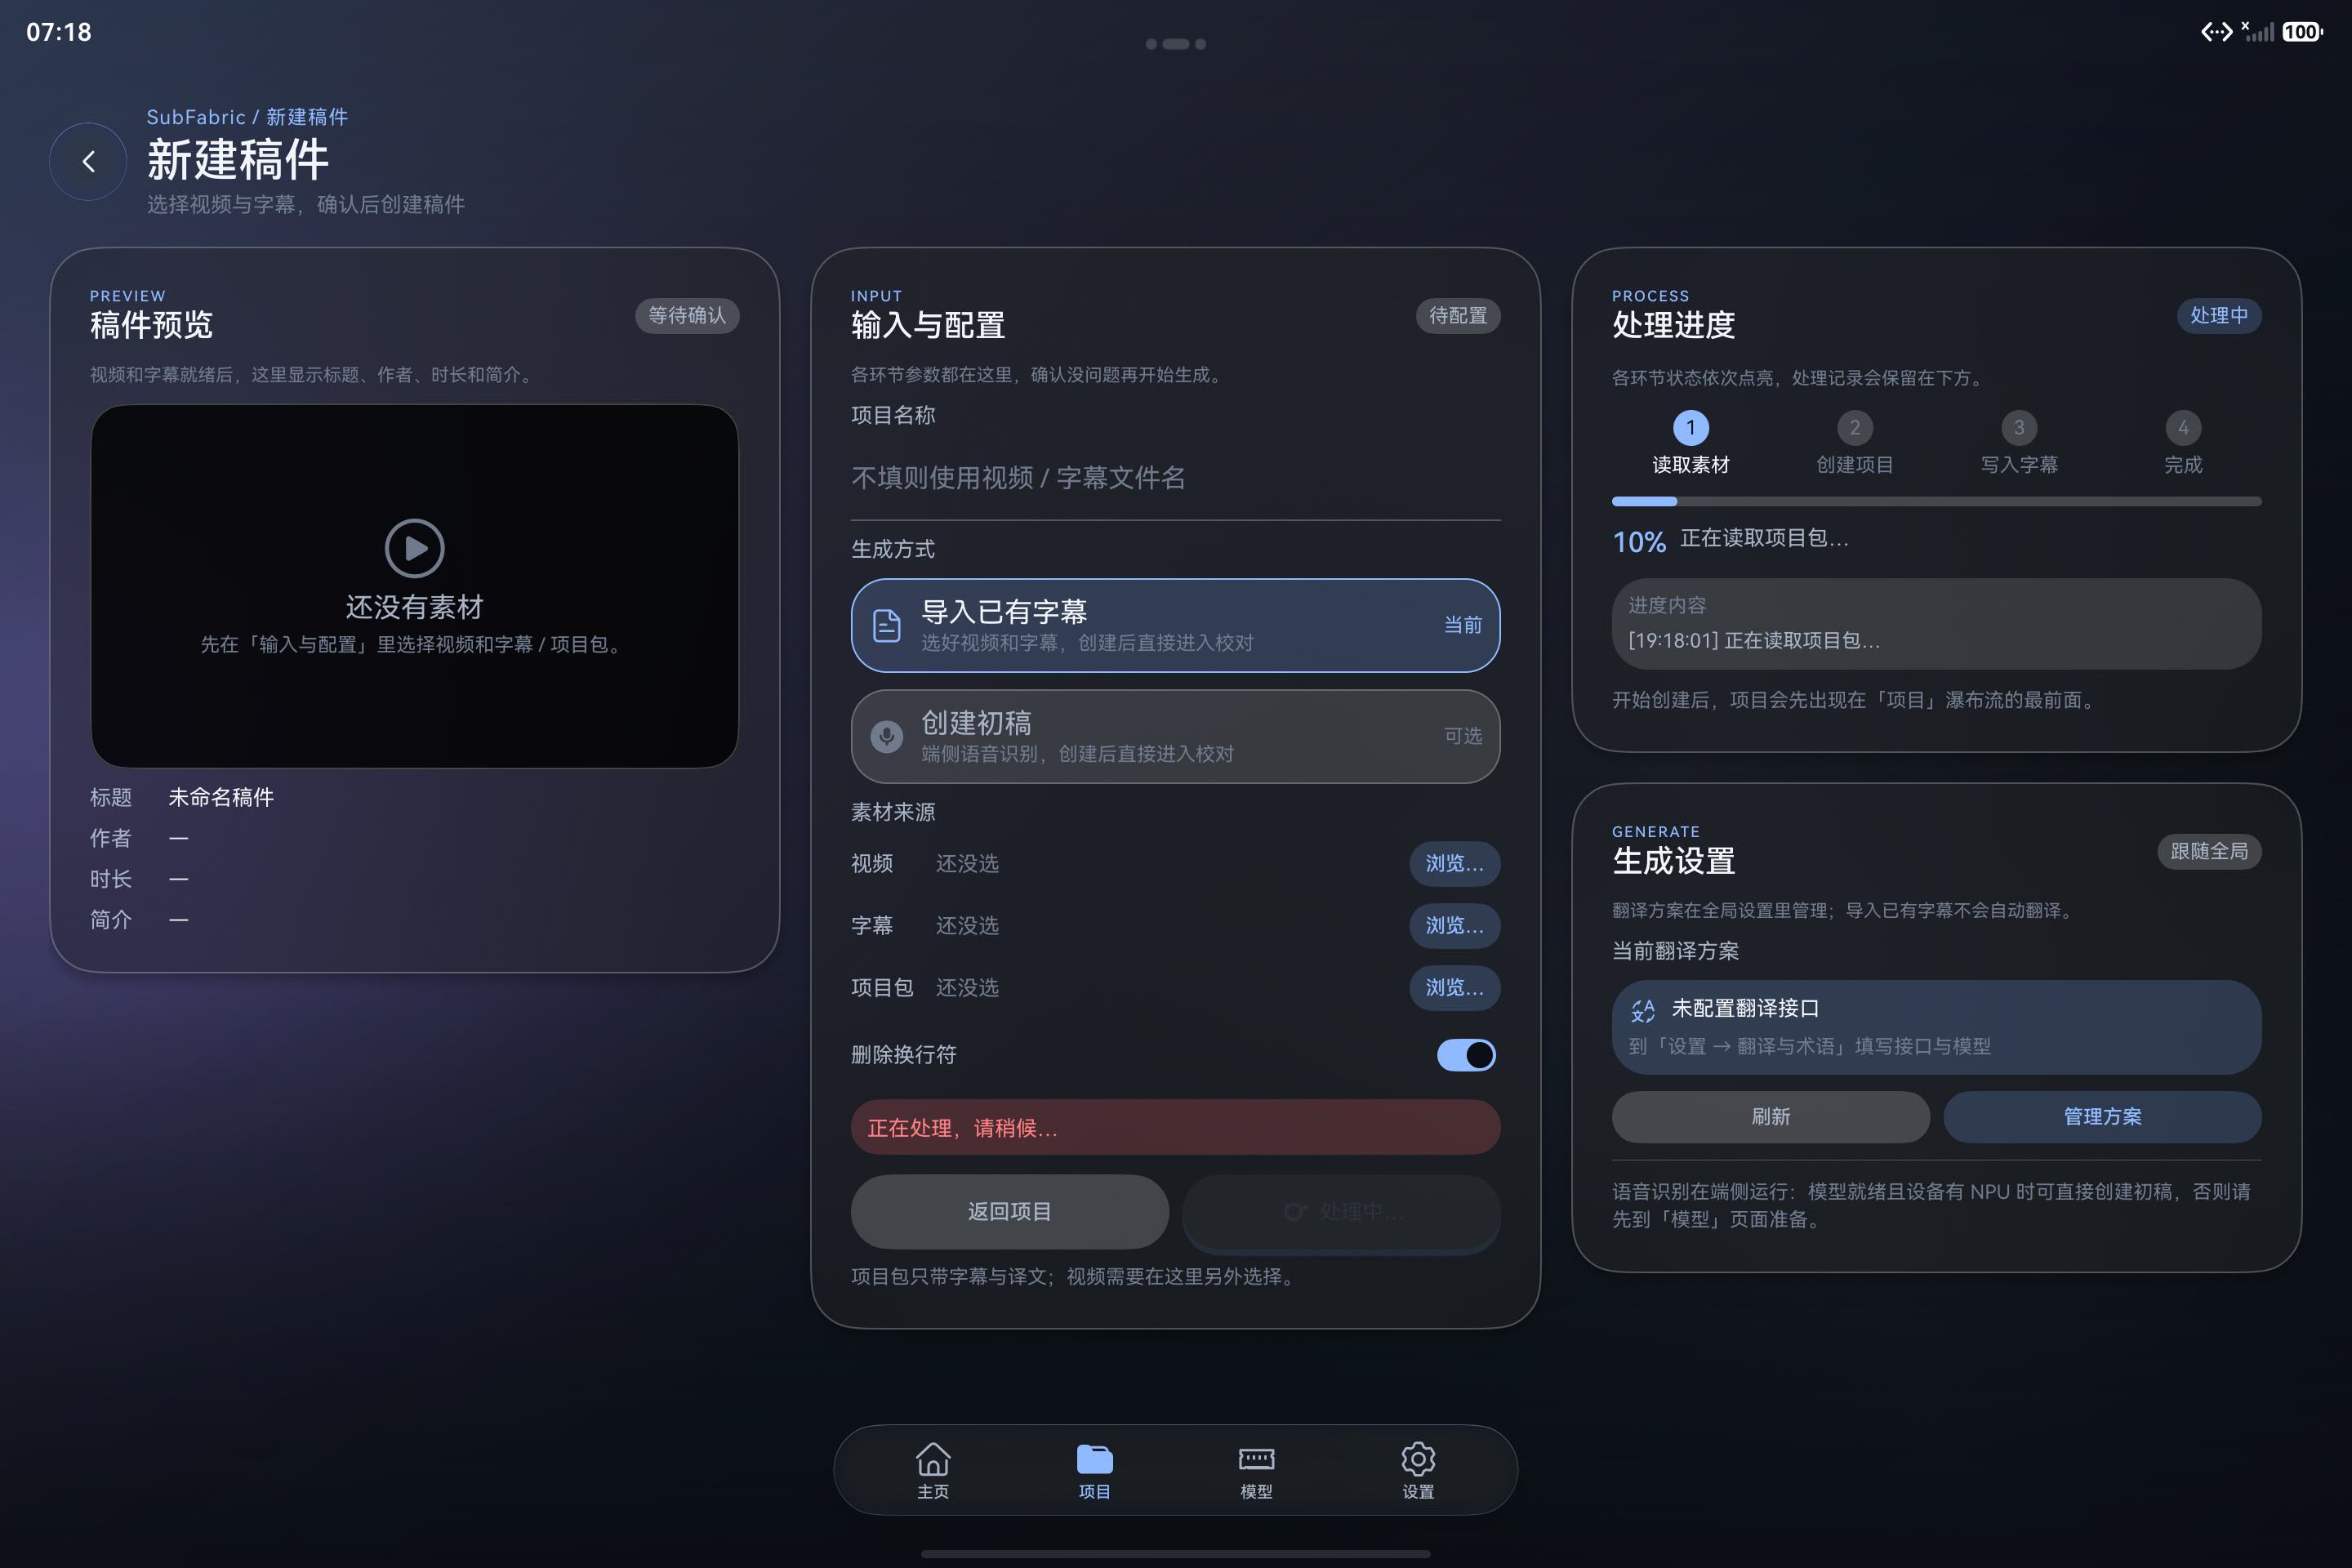 07:18
100
SubFabric / 新建稿件
新建稿件
选择视频与字幕，确认后创建稿件
PREVIEW
稿件预览
等待确认
视频和字幕就绪后，这里显示标题、作者、时长和简介。
还没有素材
先在「输入与配置」里选择视频和字幕 / 项目包。
标题 未命名稿件
作者 —
时长 —
简介 —
INPUT
输入与配置
待配置
各环节参数都在这里，确认没问题再开始生成。
项目名称
不填则使用视频 / 字幕文件名
生成方式
导入已有字幕
选好视频和字幕，创建后直接进入校对
当前
创建初稿
端侧语音识别，创建后直接进入校对
可选
素材来源
视频 还没选 浏览...
字幕 还没选 浏览...
项目包 还没选 浏览...
删除换行符
正在处理，请稍候...
返回项目
处理中...
项目包只带字幕与译文；视频需要在这里另外选择。
PROCESS
处理进度
处理中
各环节状态依次点亮，处理记录会保留在下方。
1 2 3 4
读取素材 创建项目 写入字幕 完成
10% 正在读取项目包...
进度内容
[19:18:01] 正在读取项目包...
开始创建后，项目会先出现在「项目」瀑布流的最前面。
GENERATE
生成设置
跟随全局
翻译方案在全局设置里管理；导入已有字幕不会自动翻译。
当前翻译方案
未配置翻译接口
到「设置 → 翻译与术语」填写接口与模型
刷新
管理方案
语音识别在端侧运行：模型就绪且设备有 NPU 时可直接创建初稿，否则请
先到「模型」页面准备。
主页 项目 模型 设置